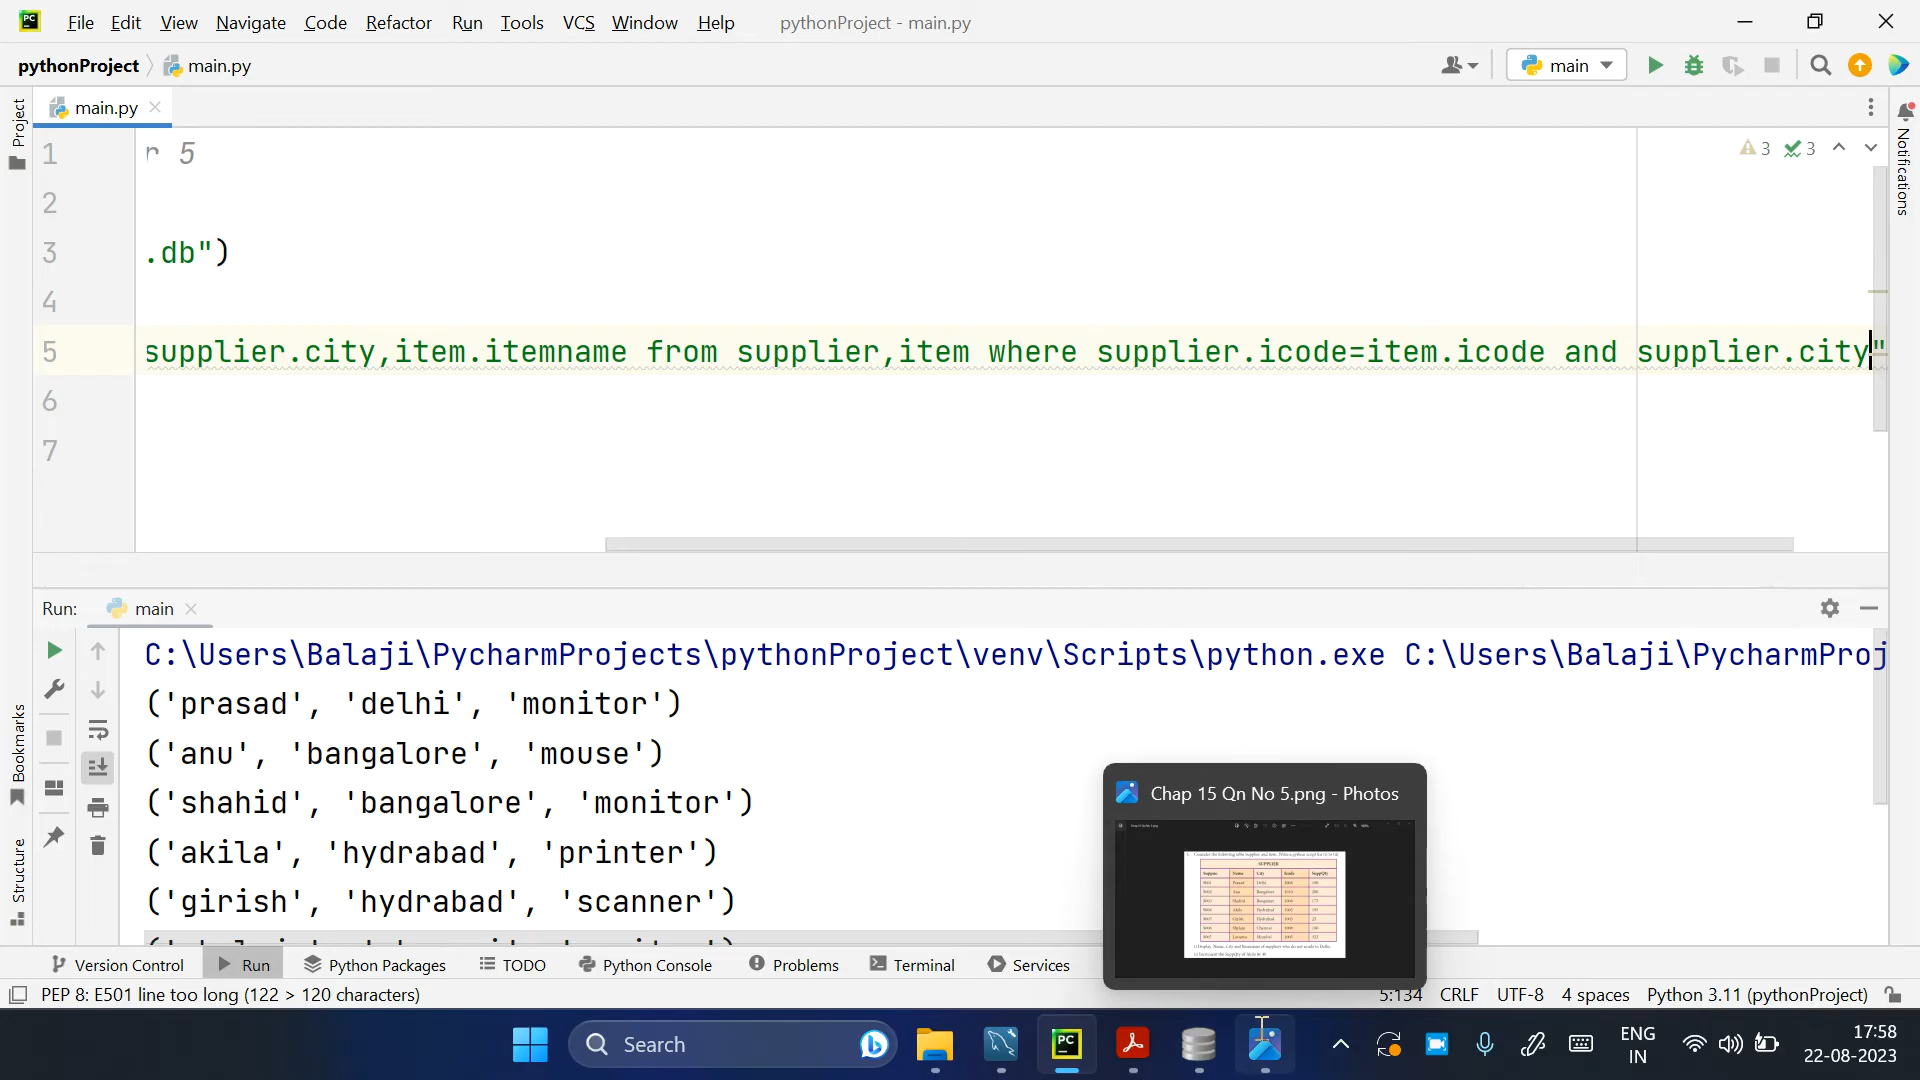 File Edit View Navigate Code Refactor Run Tools VCS Window Help pythonProject - main.py
pythonProject main.py main
main.py
Project
Notifications
1 r 5 3 3
2
3 .db")
4
5 supplier.city,item.itemname from supplier,item where supplier.icode=item.icode and supplier.city"
6
7
Run: main
C:\Users\Balaji\PycharmProjects\pythonProject\venv\Scripts\python.exe C:\Users\Balaji\PycharmProj
('prasad', 'delhi', 'monitor')
('anu', 'bangalore', 'mouse')
('shahid', 'bangalore', 'monitor')
('akila', 'hydrabad', 'printer')
('girish', 'hydrabad', 'scanner')
Bookmarks
Structure
Chap 15 Qn No 5.png - Photos
SUPPLIER
Version Control Run Python Packages TODO Python Console Problems Terminal Services
PEP 8: E501 line too long (122 > 120 characters) 5:134 CRLF UTF-8 4 spaces Python 3.11 (pythonProject)
Search
PC
ENG
IN
17:58
22-08-2023